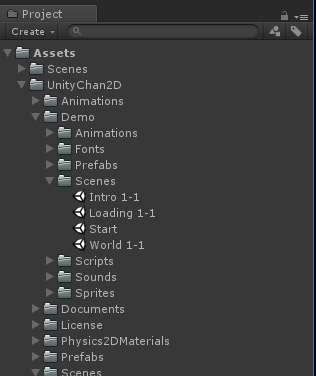 Project
Create
Assets
Scenes
UnityChan2D
Animations
Demo
Animations
Fonts
Prefabs
Scenes
Intro 1-1
Loading 1-1
Start
World 1-1
Scripts
Sounds
Sprites
Documents
License
Physics2DMaterials
Prefabs
Scenes